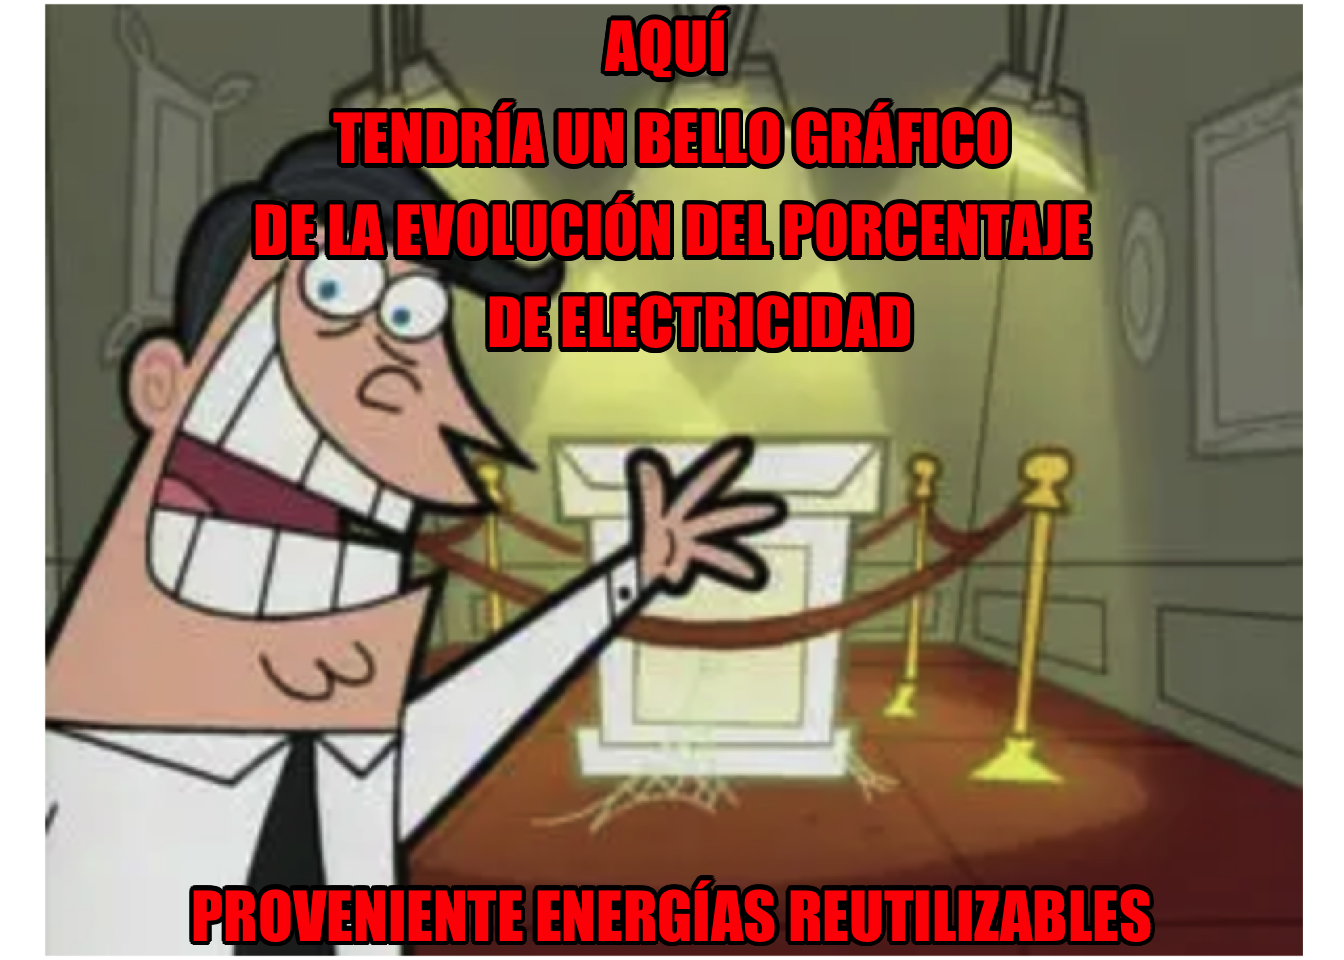 AQUÍ
TENDRÍA UN BELLO GRÁFICO
DE LA EVOLUCIÓN DEL PORCENTAJE
DE ELECTRICIDAD
PROVENIENTE ENERGÍAS REUTILIZABLES